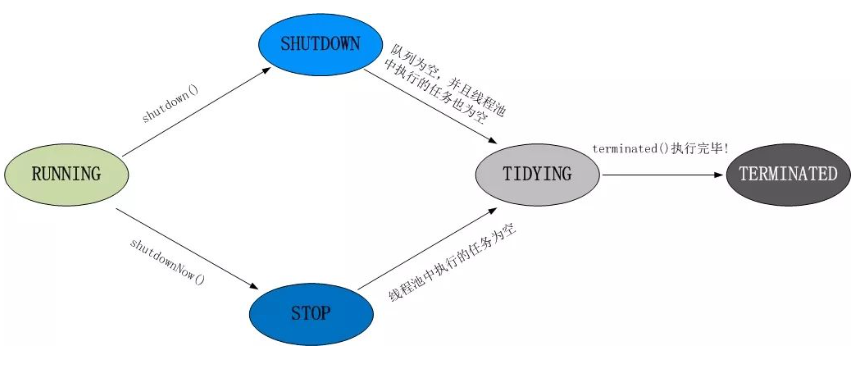 SHUTDOWN
队列为空，并且线程池
中执行的任务也为空
shutdown()
RUNNING
TIDYING
terminated()执行完毕!
TERMINATED
shutdownNow()
线程池中执行的任务为空
STOP